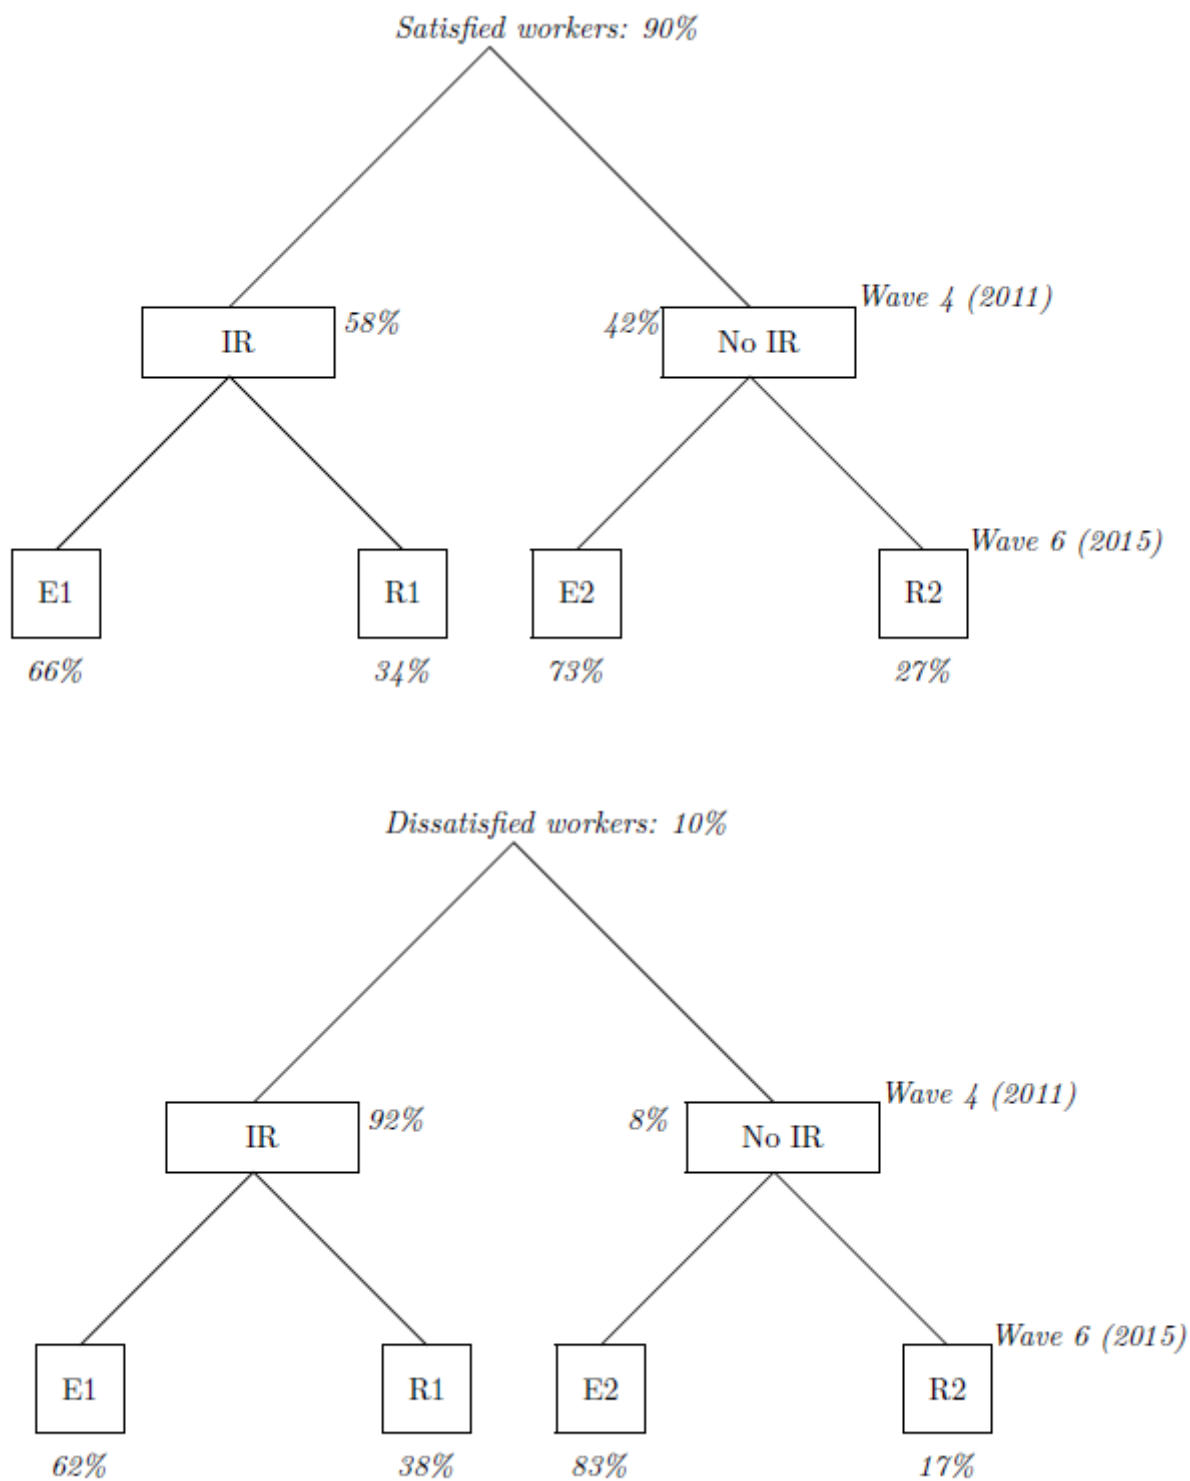 Satisfied workers: 90%
Wave 4 (2011)
IR 58% 42% No IR
Wave 6 (2015)
E1 R1 E2 R2
66% 34% 73% 27%
Dissatisfied workers: 10%
Wave 4 (2011)
IR 92% 8% No IR
Wave 6 (2015)
E1 R1 E2 R2
62% 38% 83% 17%